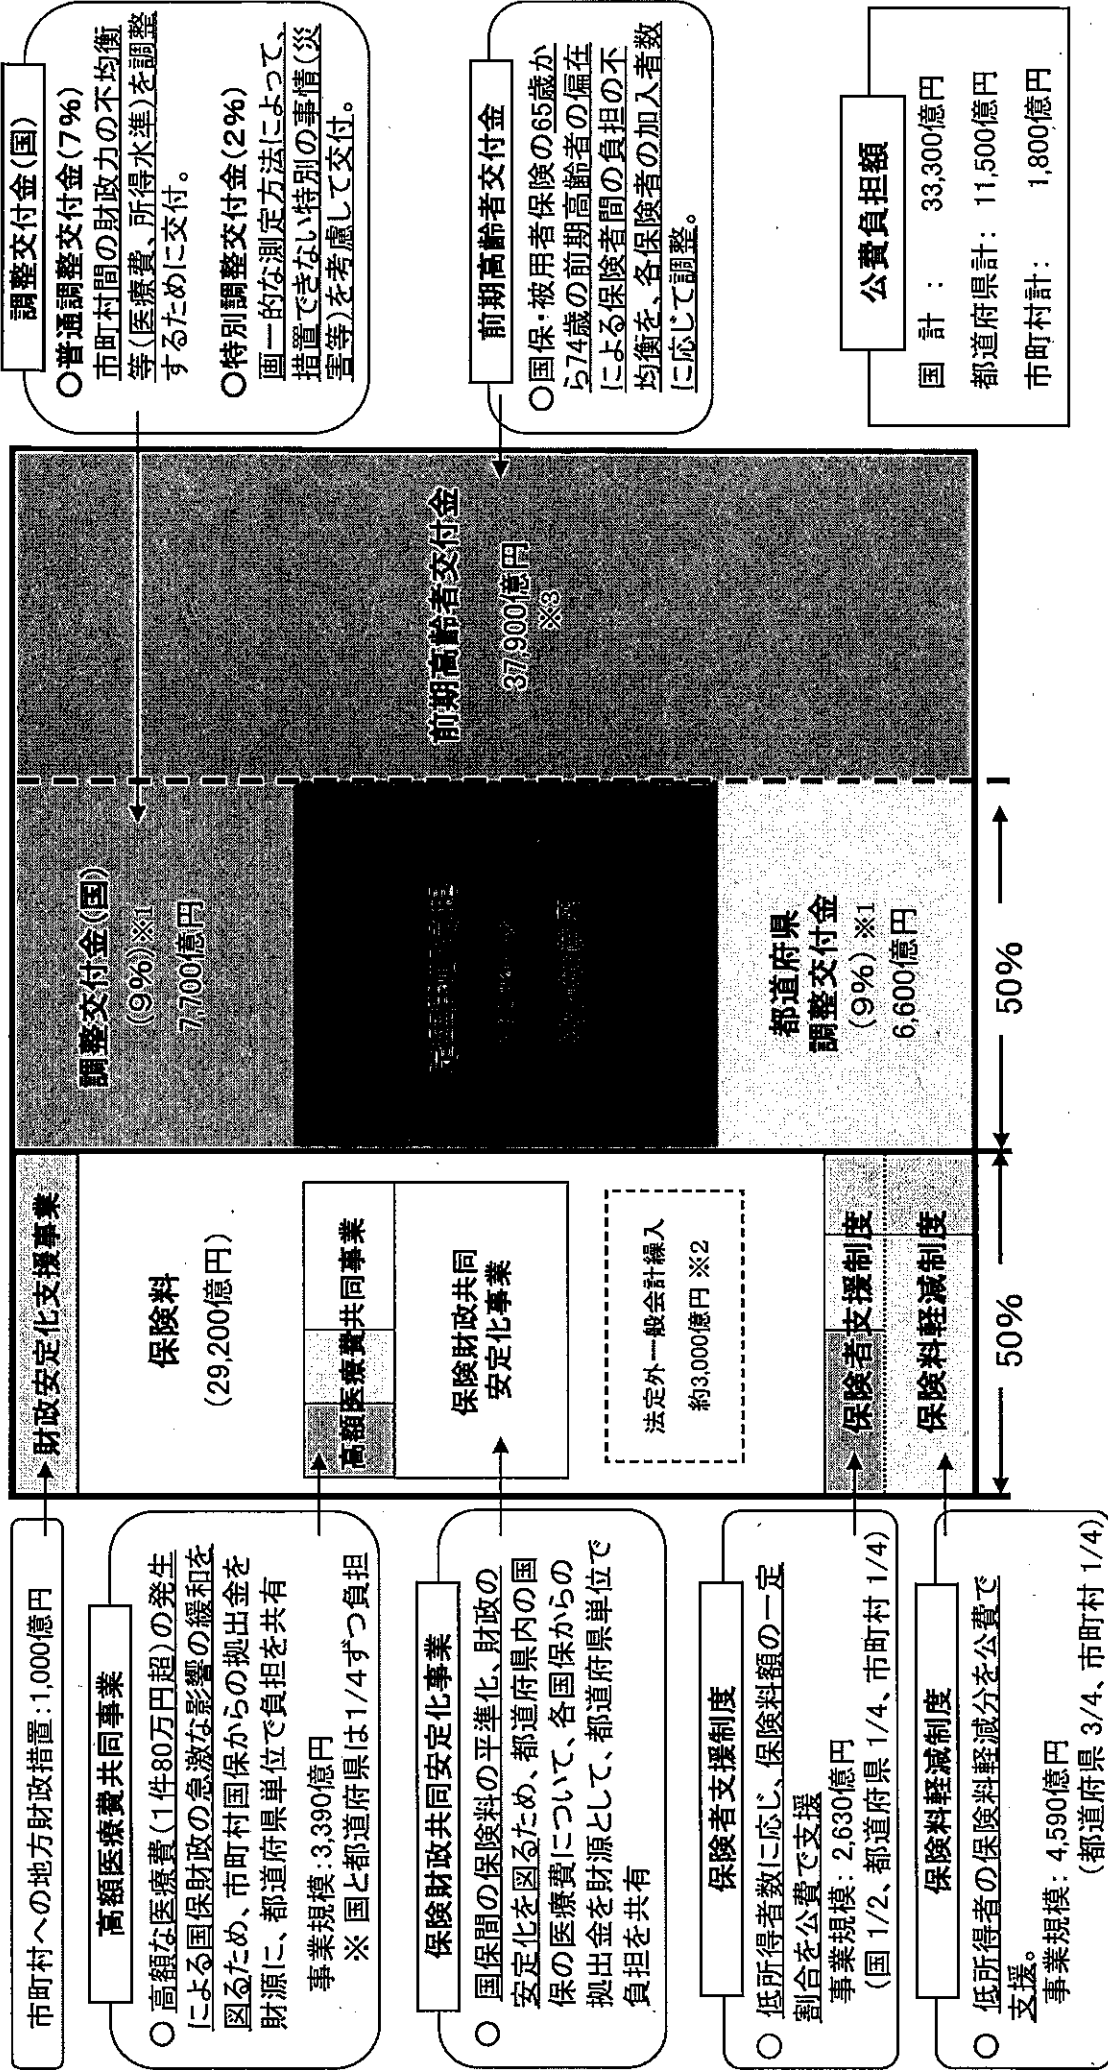 市町村への地方財政措置:1,000億円
高額医療費共同事業
○ 高額な医療費(1件80万円超)の発生
による国保財政の急激な影響の緩和を
図るため、市町村国保からの拠出金を
財源に、都道府県単位で負担を共有
事業規模:3,390億円
※ 国と都道府県は1/4ずつ負担
保険財政共同安定化事業
○ 国保間の保険料の平準化、財政の
安定化を図るため、都道府県内の国
保の医療費について、各国保からの
拠出金を財源として、都道府県単位で
負担を共有
保険者支援制度
○ 低所得者数に応じ、保険料額の一定
割合を公費で支援
事業規模:2,630億円
(国 1/2、都道府県 1/4、市町村 1/4)
保険料軽減制度
○ 低所得者の保険料軽減分を公費で
支援。
事業規模:4,590億円
(都道府県 3/4、市町村 1/4)
財政安定化支援事業
保険料
(29,200億円)
高額医療費共同事業
保険財政共同
安定化事業
法定外一般会計繰入
約3,000億円 ※2
保険者支援制度
保険料軽減制度
50%
調整交付金(国)
(9%)※1
7,700億円
都道府県
調整交付金
(9%)※1
6,600億円
50%
前期高齢者交付金
37,900億円
※3
調整交付金(国)
○普通調整交付金(7%)
市町村間の財政力の不均衡
等(医療費、所得水準)を調整
するために交付。
○特別調整交付金(2%)
画一的な測定方法によって、
措置できない特別の事情(災
害等)を考慮して交付。
前期高齢者交付金
○国保・被用者保険の65歳か
ら74歳の前期高齢者の偏在
による保険者間の負担の不
均衡を、各保険者の加入者数
に応じて調整。
公費負担額
国 計 : 33,300億円
都道府県計: 11,500億円
市町村計: 1,800億円